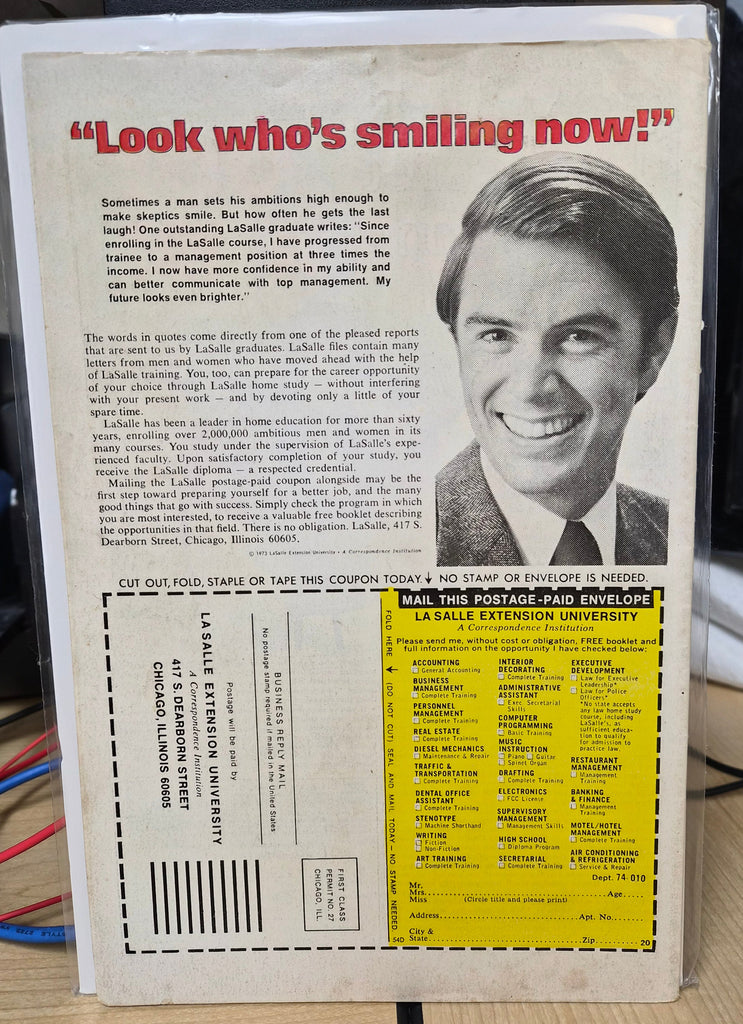 “Look who’s smiling now!”
Sometimes a man sets his ambitions high enough to
make skeptics smile. But how often he gets the last
laugh! One outstanding LaSalle graduate writes: "Since
enrolling in the LaSalle course, I have progressed from
trainee to a management position at three times the
income. I now have more confidence in my ability and
can better communicate with top management. My
future looks even brighter."
The words in quotes come directly from one of the pleased reports
that are sent to us by LaSalle graduates. LaSalle files contain many
letters from men and women who have moved ahead with the help
of LaSalle training. You, too, can prepare for the career opportunity
of your choice through LaSalle home study — without interfering
with your present work — and by devoting only a little of your
spare time.
LaSalle has been a leader in home education for more than sixty
years, enrolling over 2,000,000 ambitious men and women in its
many courses. You study under the supervision of LaSalle's expe-
rienced faculty. Upon satisfactory completion of your study, you
receive the LaSalle diploma — a respected credential.
Mailing the LaSalle postage-paid coupon alongside may be the
first step toward preparing yourself for a better job, and the many
good things that go with success. Simply check the program in which
you are most interested, to receive a valuable free booklet describing
the opportunities in that field. There is no obligation. LaSalle, 417 S.
Dearborn Street, Chicago, Illinois 60605.
© 1973 LaSalle Extension University • A Correspondence Institution
CUT OUT, FOLD, STAPLE OR TAPE THIS COUPON TODAY ↓ NO STAMP OR ENVELOPE IS NEEDED.
BUSINESS REPLY MAIL
No postage stamp required if mailed in the United States
Postage will be paid by
LA SALLE EXTENSION UNIVERSITY
A Correspondence Institution
417 S. DEARBORN STREET
CHICAGO, ILLINOIS 60605
FIRST CLASS
PERMIT NO. 27
CHICAGO, ILL.
FOLD HERE → (DO NOT CUT) SEAL AND MAIL TODAY – NO STAMP NEEDED.
MAIL THIS POSTAGE-PAID ENVELOPE
LA SALLE EXTENSION UNIVERSITY
A Correspondence Institution
Please send me, without cost or obligation, FREE booklet and
full information on the opportunity I have checked below:
ACCOUNTING
General Accounting
BUSINESS
MANAGEMENT
Complete Training
PERSONNEL
MANAGEMENT
Complete Training
REAL ESTATE
Complete Training
DIESEL MECHANICS
Maintenance & Repair
TRAFFIC &
TRANSPORTATION
Complete Training
DENTAL OFFICE
ASSISTANT
Complete Training
STENOTYPE
Machine Shorthand
WRITING
Fiction
Non-Fiction
ART TRAINING
Complete Training
INTERIOR
DECORATING
Complete Training
ADMINISTRATIVE
ASSISTANT
Exec. Secretarial
Skills
COMPUTER
PROGRAMMING
Basic Training
MUSIC
INSTRUCTION
Piano Guitar
Spinet Organ
DRAFTING
Complete Training
ELECTRONICS
FCC License
SUPERVISORY
MANAGEMENT
Management Skills
HIGH SCHOOL
Diploma Program
SECRETARIAL
Complete Training
EXECUTIVE
DEVELOPMENT
Law for Executive
Leadership*
Law for Police
Officers*
*No state accepts
any law home study
course, including
LaSalle's, as
sufficient educa-
tion to qualify
for admission to
practice law.
RESTAURANT
MANAGEMENT
Management
Training
BANKING
& FINANCE
Management
Training
MOTEL/HOTEL
MANAGEMENT
Complete Training
AIR CONDITIONING
& REFRIGERATION
Service & Repair
Dept. 74-010
Mr.
Mrs. Age
Miss (Circle title and please print)
Address Apt. No.
City &
State Zip 20
54D